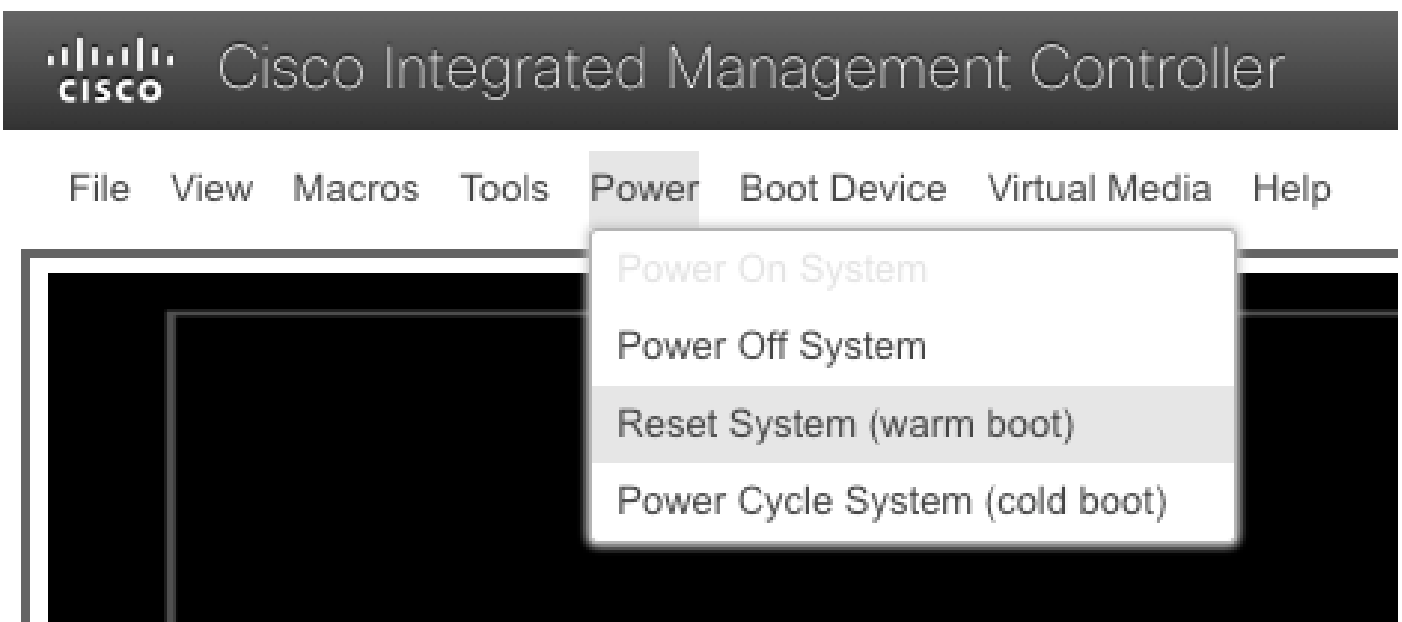 CISCO Cisco Integrated Management Controller
File View Macros Tools Power Boot Device Virtual Media Help
Power On System
Power Off System
Reset System (warm boot)
Power Cycle System (cold boot)